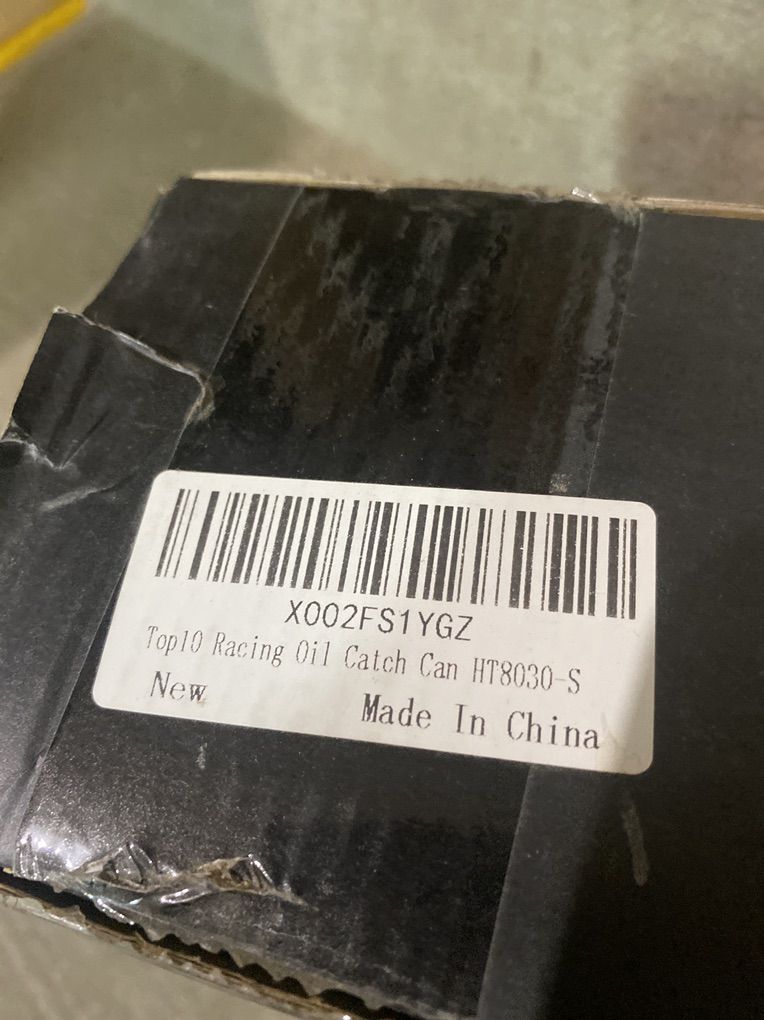 X002FS1YGZ
Top10 Racing Oil Catch Can HT8030-S
New
Made In China